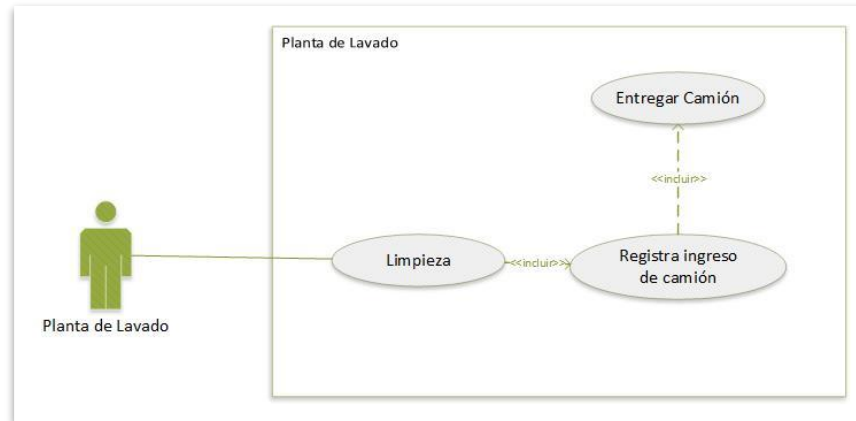 Planta de Lavado
Entregar Camión
<<incluir>>
Limpieza
<<incluir>>
Registra ingreso
de camión
Planta de Lavado